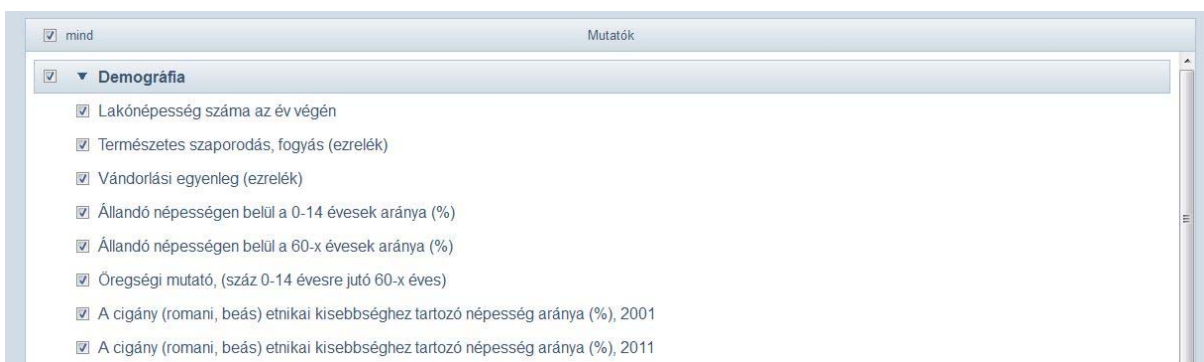 mind Mutatók
Demográfia
Lakónépesség száma az év végén
Természetes szaporodás, fogyás (ezrelék)
Vándorlási egyenleg (ezrelék)
Állandó népességen belül a 0-14 évesek aránya (%)
Állandó népességen belül a 60-x évesek aránya (%)
Öregségi mutató, (száz 0-14 évesre jutó 60-x éves)
A cigány (romani, beás) etnikai kisebbséghez tartozó népesség aránya (%), 2001
A cigány (romani, beás) etnikai kisebbséghez tartozó népesség aránya (%), 2011